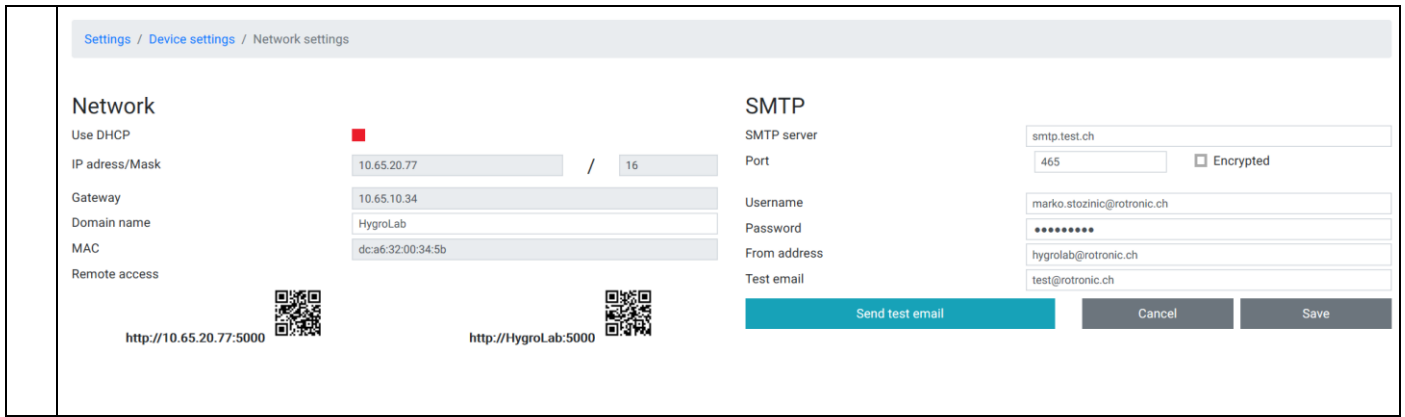 Settings / Device settings / Network settings
Network
Use DHCP
IP adress/Mask 10.65.20.77 / 16
Gateway 10.65.10.34
Domain name HygroLab
MAC dc:a6:32:00:34:5b
Remote access
http://10.65.20.77:5000 http://HygroLab:5000
SMTP
SMTP server smtp.test.ch
Port 465 Encrypted
Username marko.stozinic@rotronic.ch
Password •••••••••
From address hygrolab@rotronic.ch
Test email test@rotronic.ch
Send test email Cancel Save